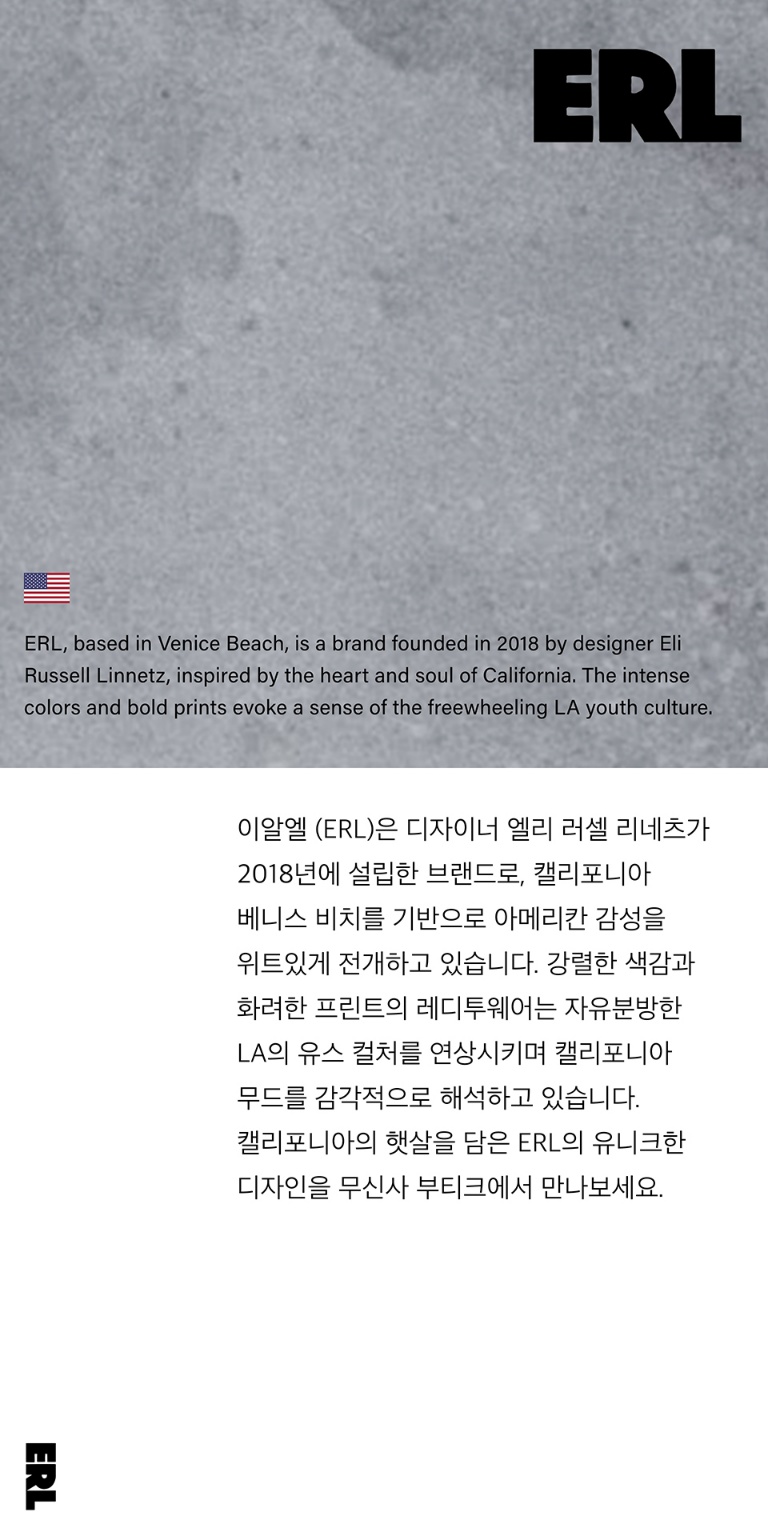 ERL
ERL, based in Venice Beach, is a brand founded in 2018 by designer Eli
Russell Linnetz, inspired by the heart and soul of California. The intense
colors and bold prints evoke a sense of the freewheeling LA youth culture.
이알엘 (ERL)은 디자이너 엘리 러셀 리네츠가
2018년에 설립한 브랜드로, 캘리포니아
베니스 비치를 기반으로 아메리칸 감성을
위트있게 전개하고 있습니다. 강렬한 색감과
화려한 프린트의 레디투웨어는 자유분방한
LA의 유스 컬처를 연상시키며 캘리포니아
무드를 감각적으로 해석하고 있습니다.
캘리포니아의 햇살을 담은 ERL의 유니크한
디자인을 무신사 부티크에서 만나보세요.
ERL